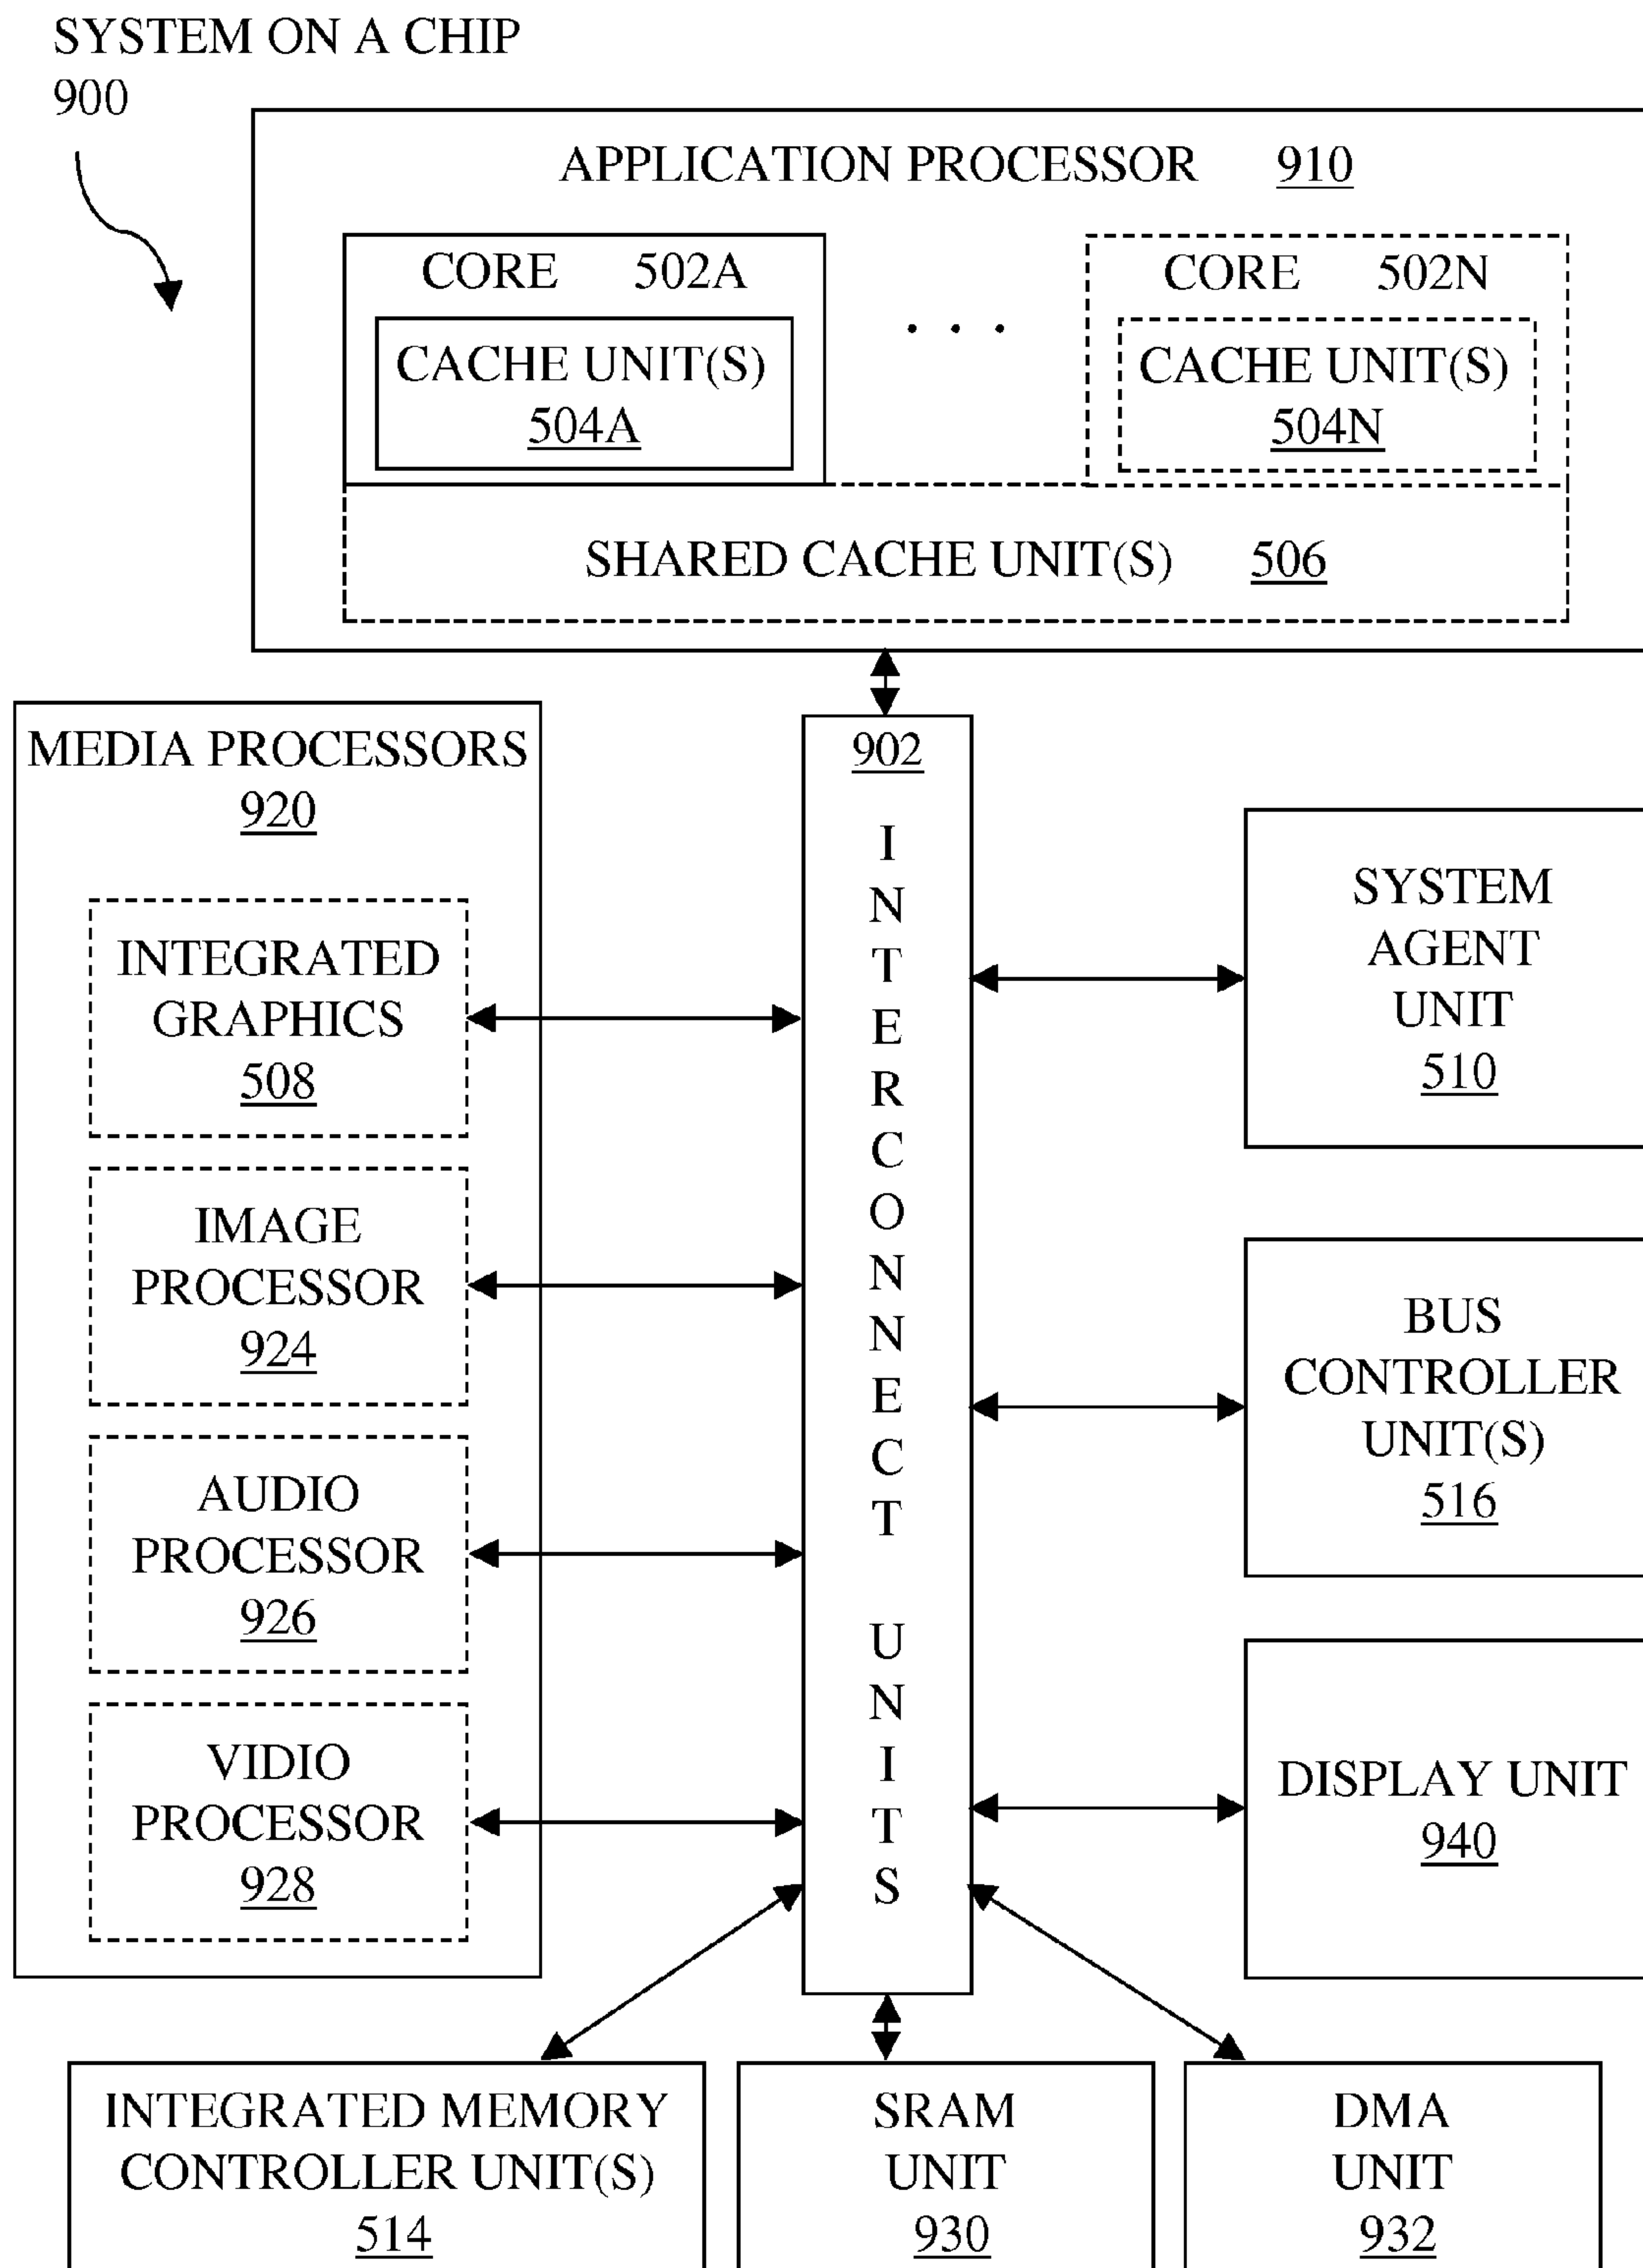 SYSTEM ON A CHIP
900
APPLICATION PROCESSOR 910
CORE 502A
CACHE UNIT(S)
504A
. . .
CORE 502N
CACHE UNIT(S)
504N
SHARED CACHE UNIT(S) 506
MEDIA PROCESSORS
920
INTEGRATED
GRAPHICS
508
IMAGE
PROCESSOR
924
AUDIO
PROCESSOR
926
VIDIO
PROCESSOR
928
902
INTERCONNECT UNITS
SYSTEM
AGENT
UNIT
510
BUS
CONTROLLER
UNIT(S)
516
DISPLAY UNIT
940
INTEGRATED MEMORY
CONTROLLER UNIT(S)
514
SRAM
UNIT
930
DMA
UNIT
932